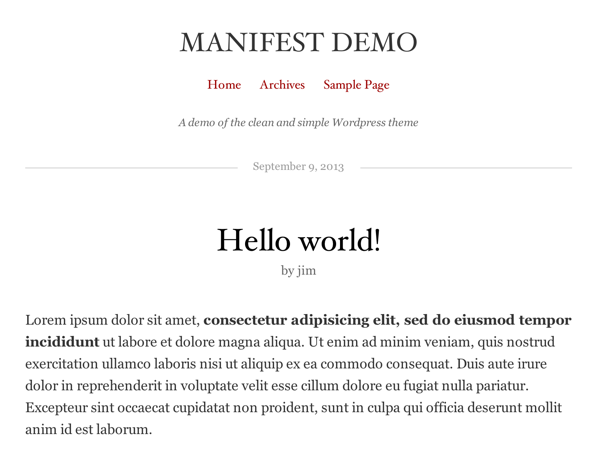 MANIFEST DEMO
Home Archives Sample Page
A demo of the clean and simple Wordpress theme
September 9, 2013
Hello world!
by jim
Lorem ipsum dolor sit amet, consectetur adipisicing elit, sed do eiusmod tempor
incididunt ut labore et dolore magna aliqua. Ut enim ad minim veniam, quis nostrud
exercitation ullamco laboris nisi ut aliquip ex ea commodo consequat. Duis aute irure
dolor in reprehenderit in voluptate velit esse cillum dolore eu fugiat nulla pariatur.
Excepteur sint occaecat cupidatat non proident, sunt in culpa qui officia deserunt mollit
anim id est laborum.